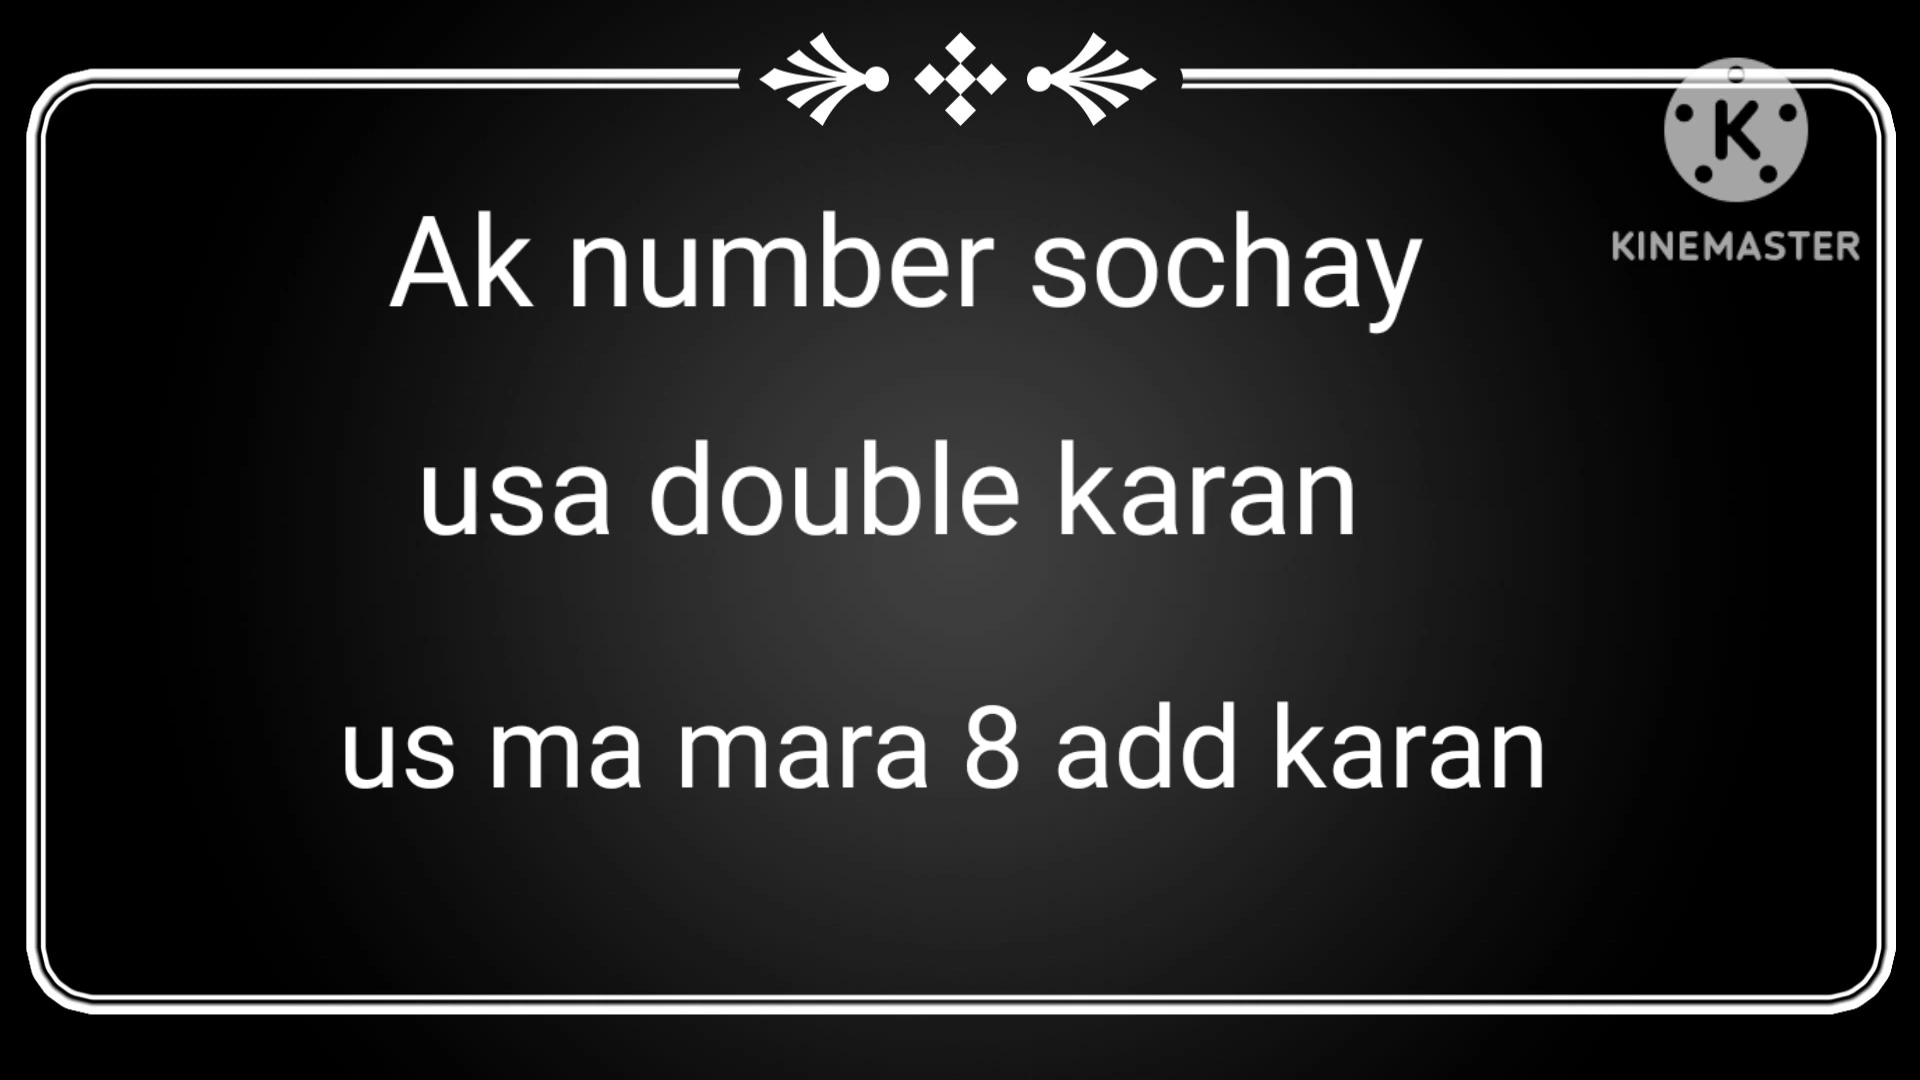 Ak number sochay
K
KINEMASTER
usa double karan
us ma mara 8 add karan